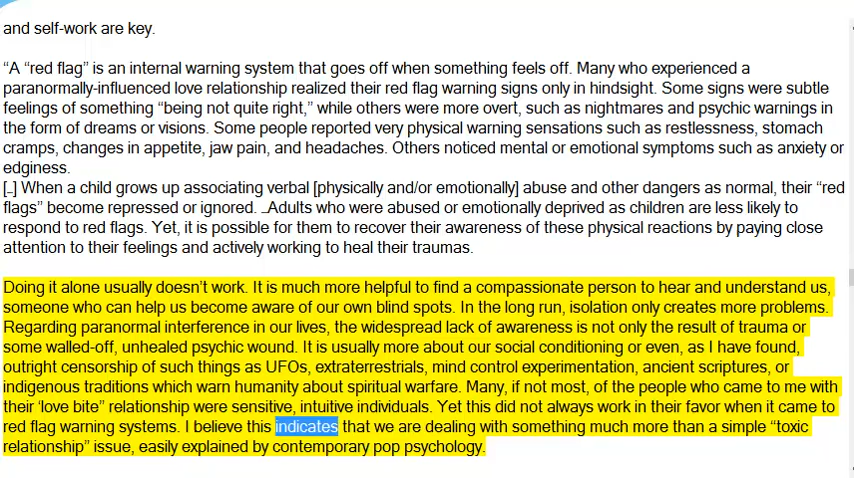 and self-work are key.
“A “red flag” is an internal warning system that goes off when something feels off. Many who experienced a
paranormally-influenced love relationship realized their red flag warning signs only in hindsight. Some signs were subtle
feelings of something “being not quite right,” while others were more overt, such as nightmares and psychic warnings in
the form of dreams or visions. Some people reported very physical warning sensations such as restlessness, stomach
cramps, changes in appetite, jaw pain, and headaches. Others noticed mental or emotional symptoms such as anxiety or
edginess.
[..] When a child grows up associating verbal [physically and/or emotionally] abuse and other dangers as normal, their “red
flags” become repressed or ignored. ..Adults who were abused or emotionally deprived as children are less likely to
respond to red flags. Yet, it is possible for them to recover their awareness of these physical reactions by paying close
attention to their feelings and actively working to heal their traumas.
Doing it alone usually doesn’t work. It is much more helpful to find a compassionate person to hear and understand us,
someone who can help us become aware of our own blind spots. In the long run, isolation only creates more problems.
Regarding paranormal interference in our lives, the widespread lack of awareness is not only the result of trauma or
some walled-off, unhealed psychic wound. It is usually more about our social conditioning or even, as I have found,
outright censorship of such things as UFOs, extraterrestrials, mind control experimentation, ancient scriptures, or
indigenous traditions which warn humanity about spiritual warfare. Many, if not most, of the people who came to me with
their ‘love bite” relationship were sensitive, intuitive individuals. Yet this did not always work in their favor when it came to
red flag warning systems. I believe this indicates that we are dealing with something much more than a simple “toxic
relationship” issue, easily explained by contemporary pop psychology.